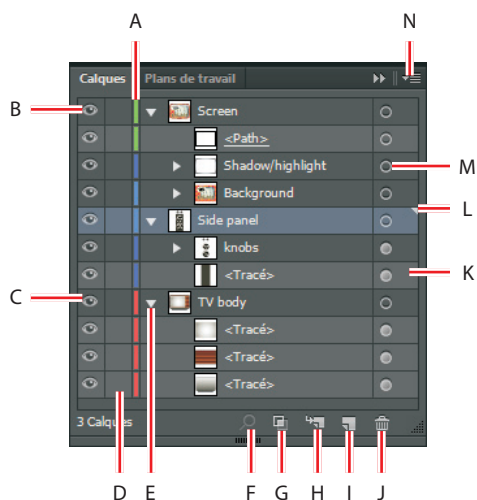 A
N
Calques
Plans de travail
B
Screen
<Path>
Shadow/highlight
M
Background
L
Side panel
knobs
K
<Tracé>
C
TV body
<Tracé>
<Tracé>
<Tracé>
3 Calques
D
E
F
G
H
I
J